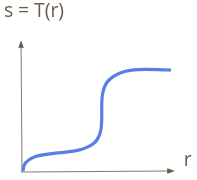 s = T(r)
r